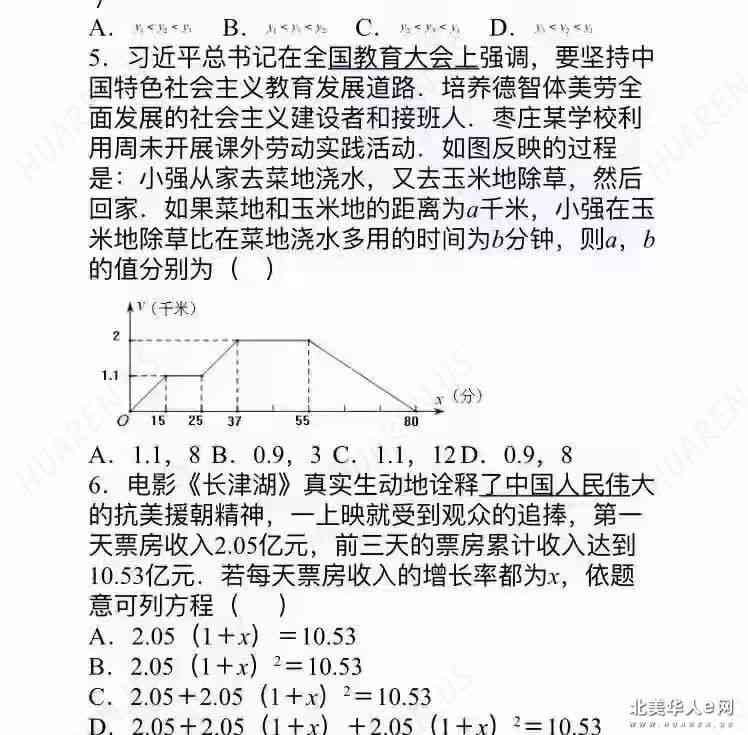 A. y₁<y₂<y₃ B. C. D.
5．习近平总书记在全国教育大会上强调，要坚持中
国特色社会主义教育发展道路．培养德智体美劳全
面发展的社会主义建设者和接班人．枣庄某学校利
用周末开展课外劳动实践活动．如图反映的过程
是：小强从家去菜地浇水，又去玉米地除草，然后
回家．如果菜地和玉米地的距离为a千米，小强在玉
米地除草比在菜地浇水多用的时间为b分钟，则a，b
的值分别为（ ）
y（千米）
2
1.1
O 15 25 37 55 80 x（分）
A．1.1，8 B．0.9，3 C．1.1，12 D．0.9，8
6．电影《长津湖》真实生动地诠释了中国人民伟大
的抗美援朝精神，一上映就受到观众的追捧，第一
天票房收入2.05亿元，前三天的票房累计收入达到
10.53亿元．若每天票房收入的增长率都为x，依题
意可列方程（ ）
A．2.05（1＋x）＝10.53
B．2.05（1＋x）²＝10.53
C．2.05＋2.05（1＋x）²＝10.53
D．2.05＋2.05（1＋x）＋2.05（1＋x）²＝10.53
北美华人e网
WWW.HUAREN.US